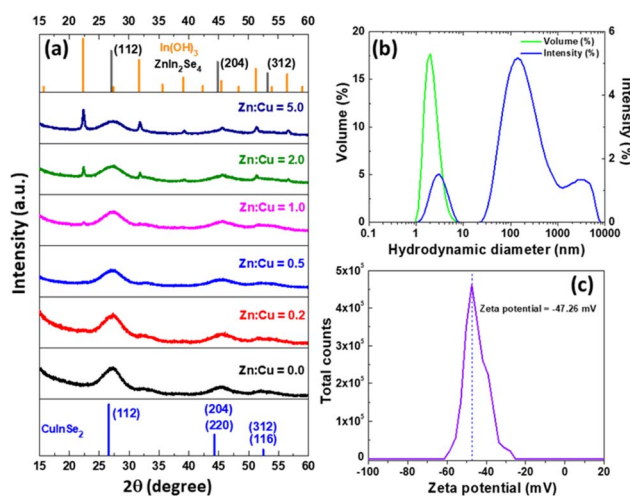 15 20 25 30 35 40 45 50 55 60
(a)
(112)
In(OH)3
ZnIn2Se4
(204)
(312)
Zn:Cu = 5.0
Zn:Cu = 2.0
Zn:Cu = 1.0
Zn:Cu = 0.5
Zn:Cu = 0.2
Zn:Cu = 0.0
CuInSe2
(112)
(204)
(220)
(312)
(116)
15 20 25 30 35 40 45 50 55 60
2θ (degree)
Intensity (a.u.)
(b)
Volume (%)
Intensity (%)
20
15
10
5
0
Volume (%)
6
5
4
3
2
1
0
Intensity (%)
0.1 1 10 100 1000 10000
Hydrodynamic diameter (nm)
(c)
Zeta potential = -47.26 mV
5x10^5
4x10^5
3x10^5
2x10^5
1x10^5
0
Total counts
-100 -80 -60 -40 -20 0 20
Zeta potential (mV)